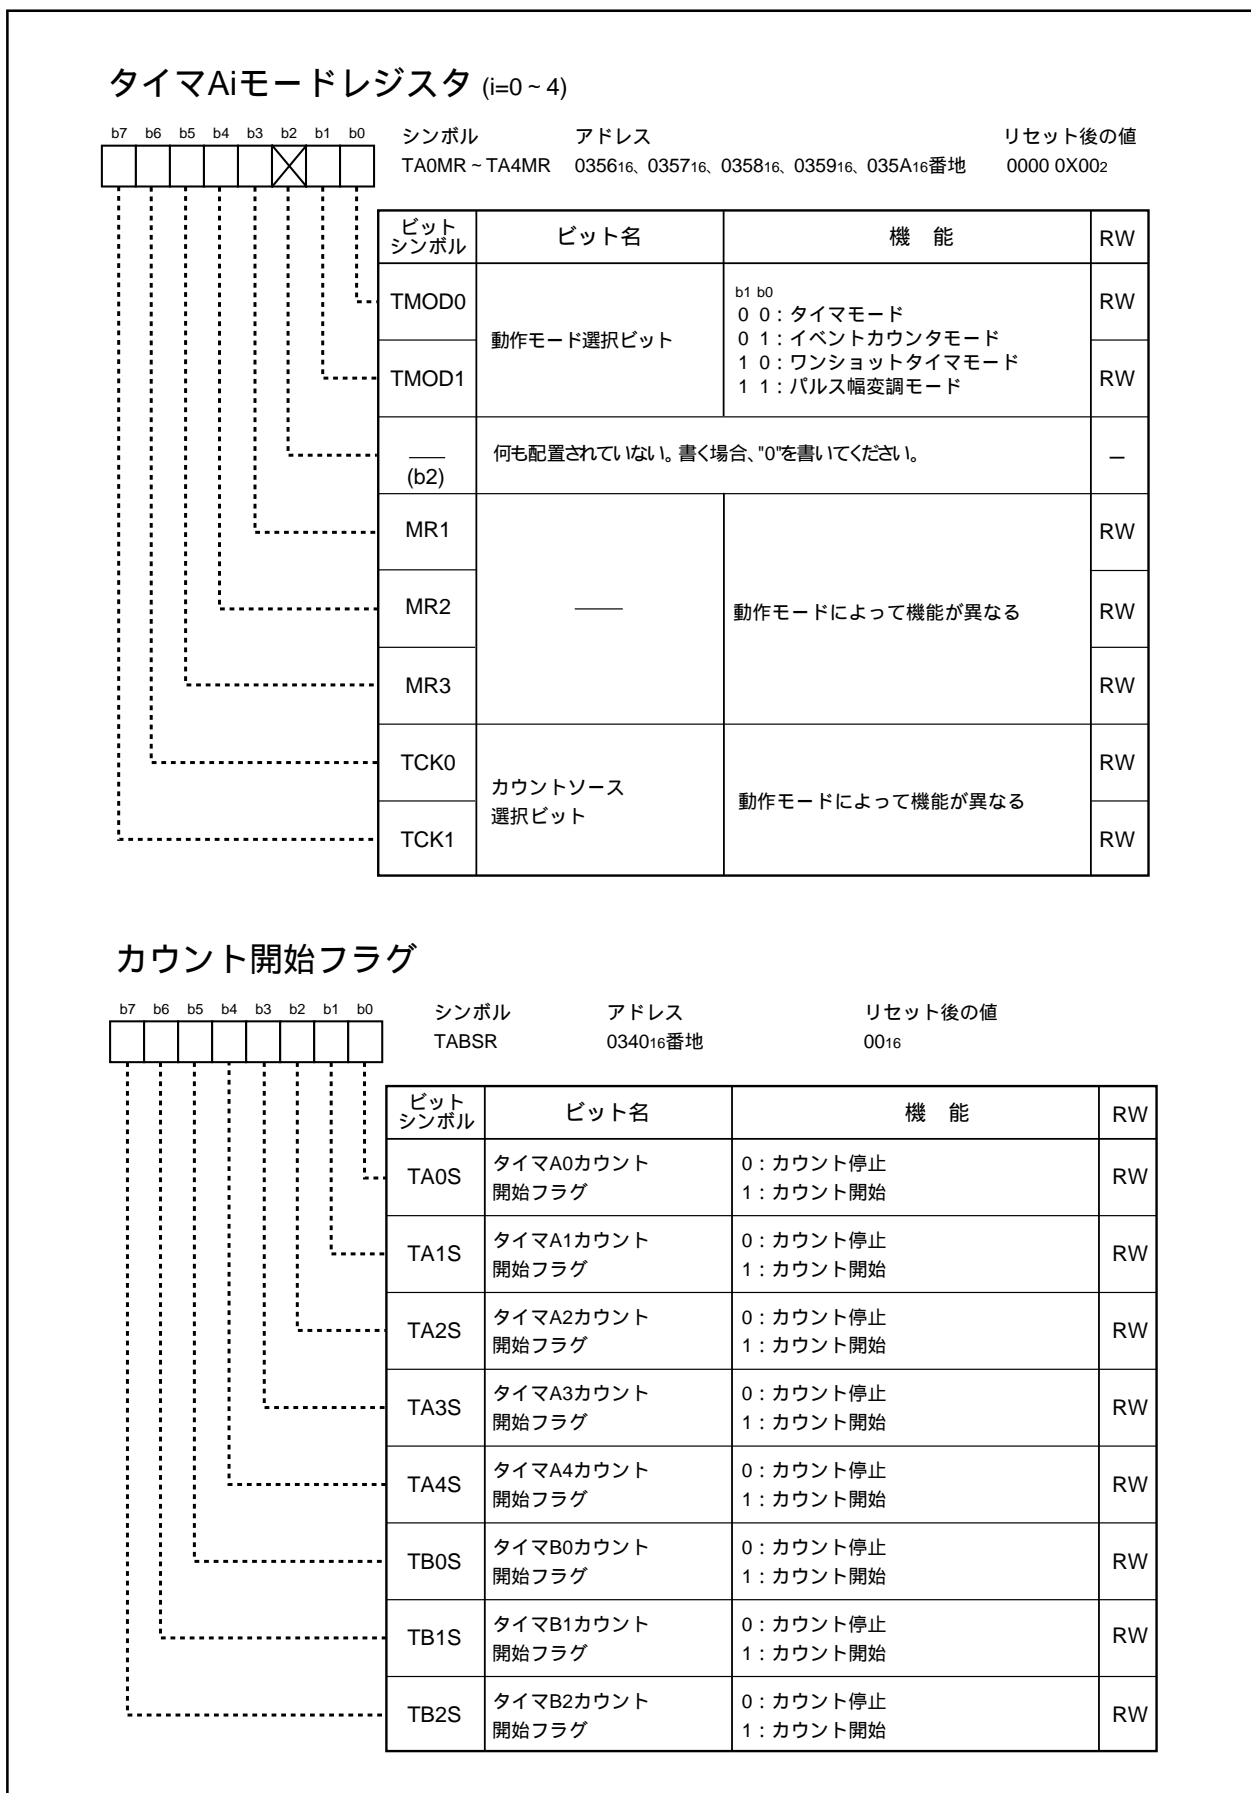 タイマAiモードレジスタ (i=0~4)
b7 b6 b5 b4 b3 b2 b1 b0
シンボル アドレス リセット後の値
TA0MR~TA4MR 035616、035716、035816、035916、035A16番地 0000 0X002
ビット
シンボル ビット名 機 能 RW
TMOD0 RW
動作モード選択ビット
b1 b0
0 0:タイマモード
0 1:イベントカウンタモード
1 0:ワンショットタイマモード
1 1:パルス幅変調モード
TMOD1 RW
――
(b2) 何も配置されていない。書く場合、"0"を書いてください。 ―
MR1 RW
MR2 ―― 動作モードによって機能が異なる RW
MR3 RW
TCK0 RW
カウントソース
選択ビット 動作モードによって機能が異なる
TCK1 RW
カウント開始フラグ
b7 b6 b5 b4 b3 b2 b1 b0
シンボル アドレス リセット後の値
TABSR 034016番地 0016
ビット
シンボル ビット名 機 能 RW
TA0S タイマA0カウント 0:カウント停止 RW
開始フラグ 1:カウント開始
TA1S タイマA1カウント 0:カウント停止 RW
開始フラグ 1:カウント開始
TA2S タイマA2カウント 0:カウント停止 RW
開始フラグ 1:カウント開始
TA3S タイマA3カウント 0:カウント停止 RW
開始フラグ 1:カウント開始
TA4S タイマA4カウント 0:カウント停止 RW
開始フラグ 1:カウント開始
TB0S タイマB0カウント 0:カウント停止 RW
開始フラグ 1:カウント開始
TB1S タイマB1カウント 0:カウント停止 RW
開始フラグ 1:カウント開始
TB2S タイマB2カウント 0:カウント停止 RW
開始フラグ 1:カウント開始